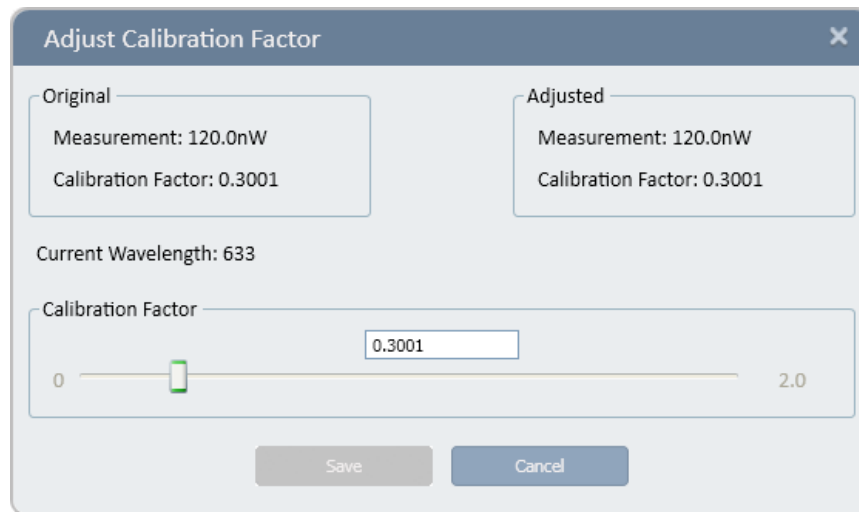 Adjust Calibration Factor
Original
Measurement: 120.0nW
Calibration Factor: 0.3001
Adjusted
Measurement: 120.0nW
Calibration Factor: 0.3001
Current Wavelength: 633
Calibration Factor
0.3001
0
2.0
Save
Cancel